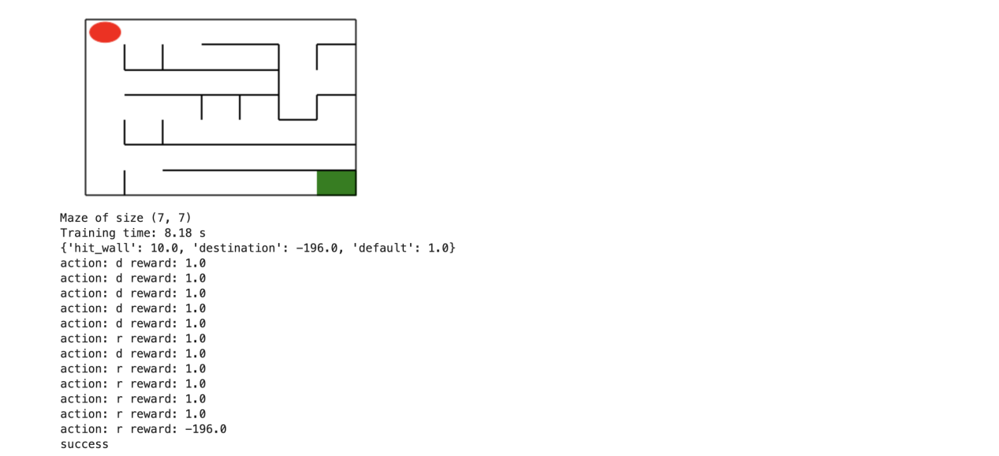 Maze of size (7, 7)
Training time: 8.18 s
{'hit_wall': 10.0, 'destination': -196.0, 'default': 1.0}
action: d reward: 1.0
action: d reward: 1.0
action: d reward: 1.0
action: d reward: 1.0
action: d reward: 1.0
action: r reward: 1.0
action: d reward: 1.0
action: r reward: 1.0
action: r reward: 1.0
action: r reward: 1.0
action: r reward: 1.0
action: r reward: -196.0
success